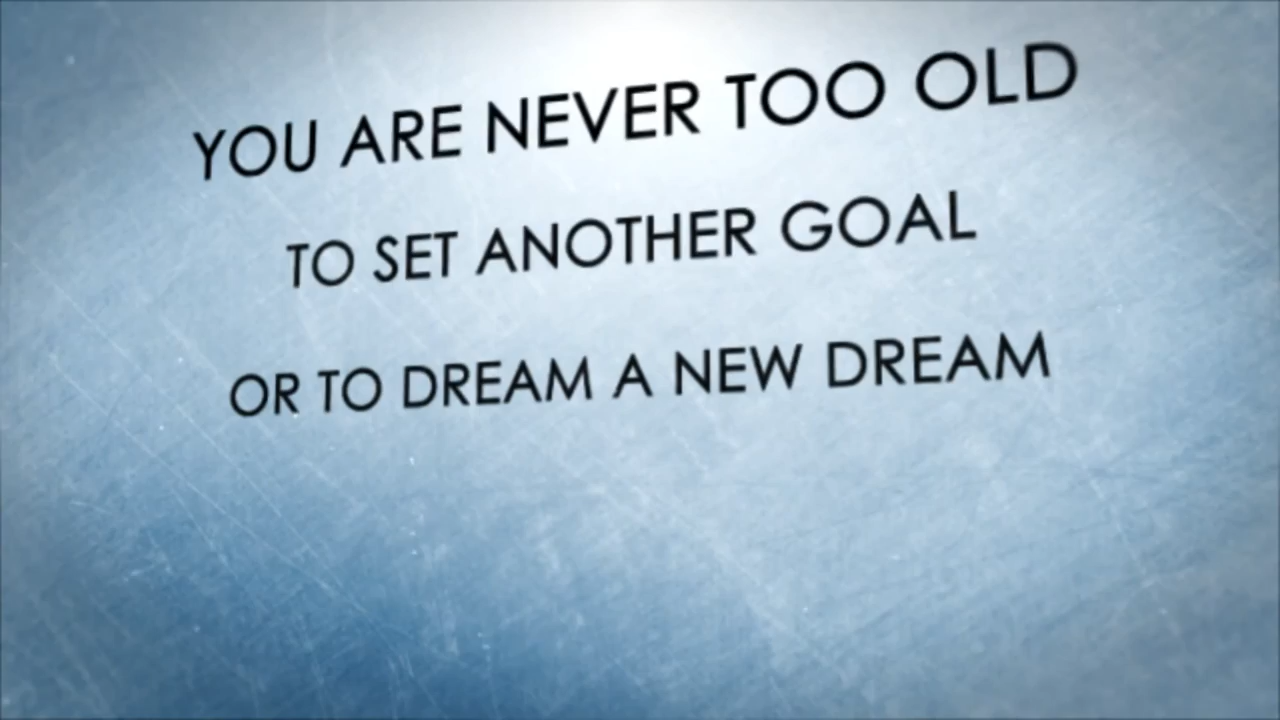 YOU ARE NEVER TOO OLD
TO SET ANOTHER GOAL
OR TO DREAM A NEW DREAM